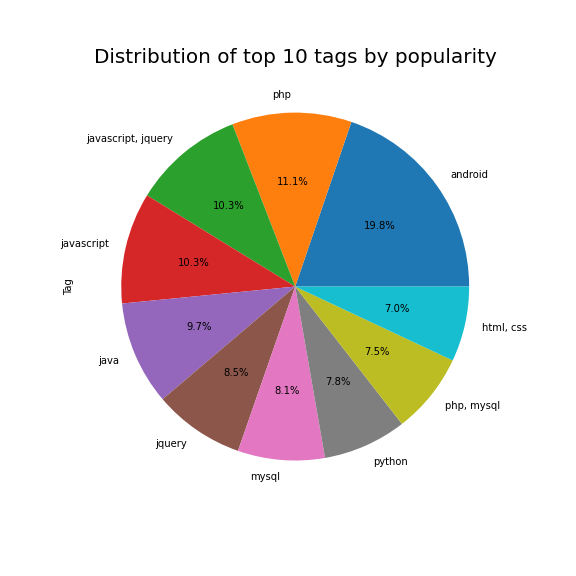 Distribution of top 10 tags by popularity
php
javascript, jquery
android
11.1%
10.3%
19.8%
javascript
10.3%
Tag
9.7%
7.0%
html, css
java
8.5%
8.1%
7.8%
7.5%
php, mysql
jquery
mysql
python